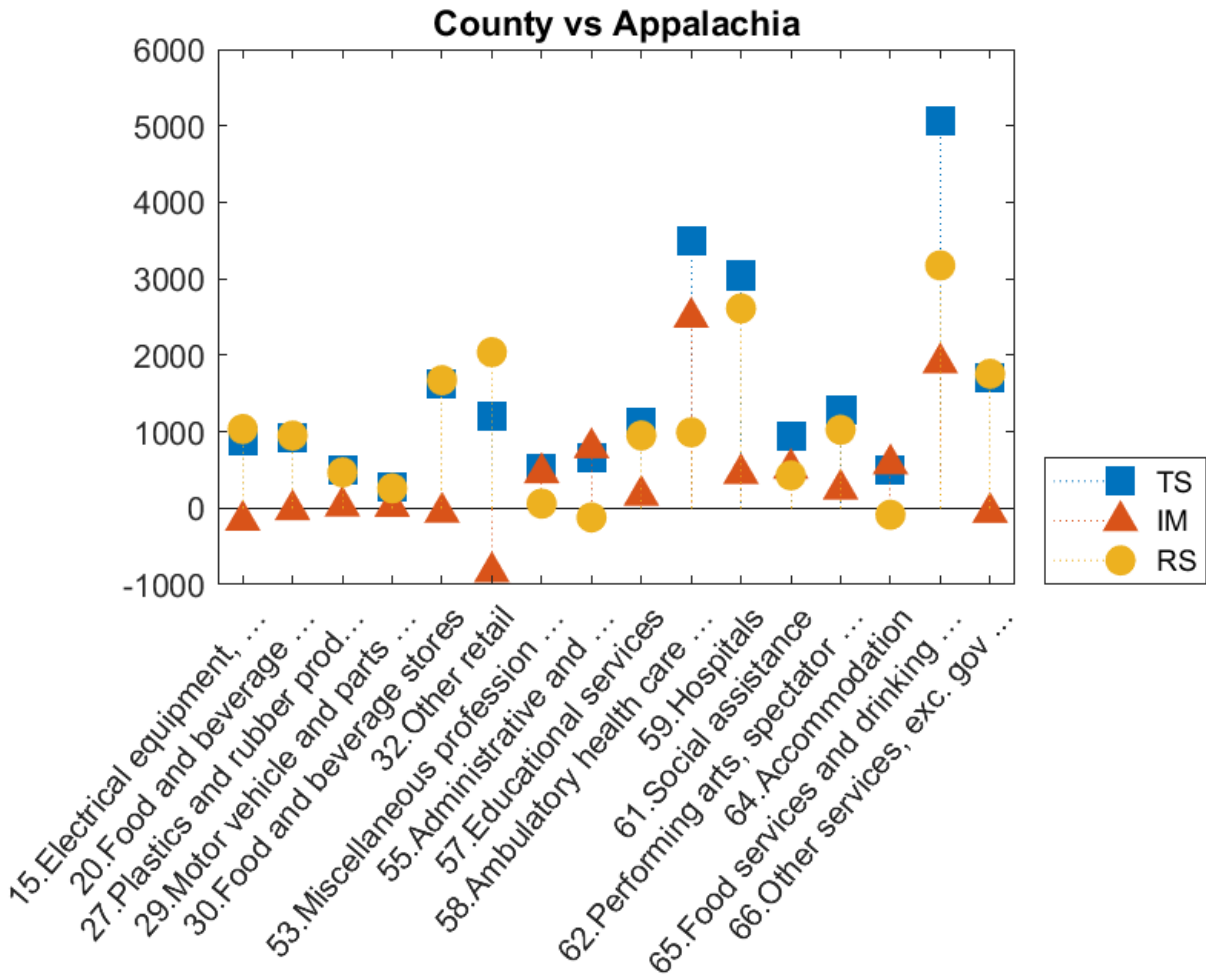 County vs Appalachia
6000
5000
4000
3000
2000
1000
0
-1000
15.Electrical equipment, ...
20.Food and beverage ...
27.Plastics and rubber prod...
29.Motor vehicle and parts ...
30.Food and beverage stores
32.Other retail
53.Miscellaneous profession ...
55.Administrative and ...
57.Educational services
58.Ambulatory health care ...
59.Hospitals
61.Social assistance
62.Performing arts, spectator ...
64.Accommodation
65.Food services and drinking ...
66.Other services, exc. gov ...
TS
IM
RS